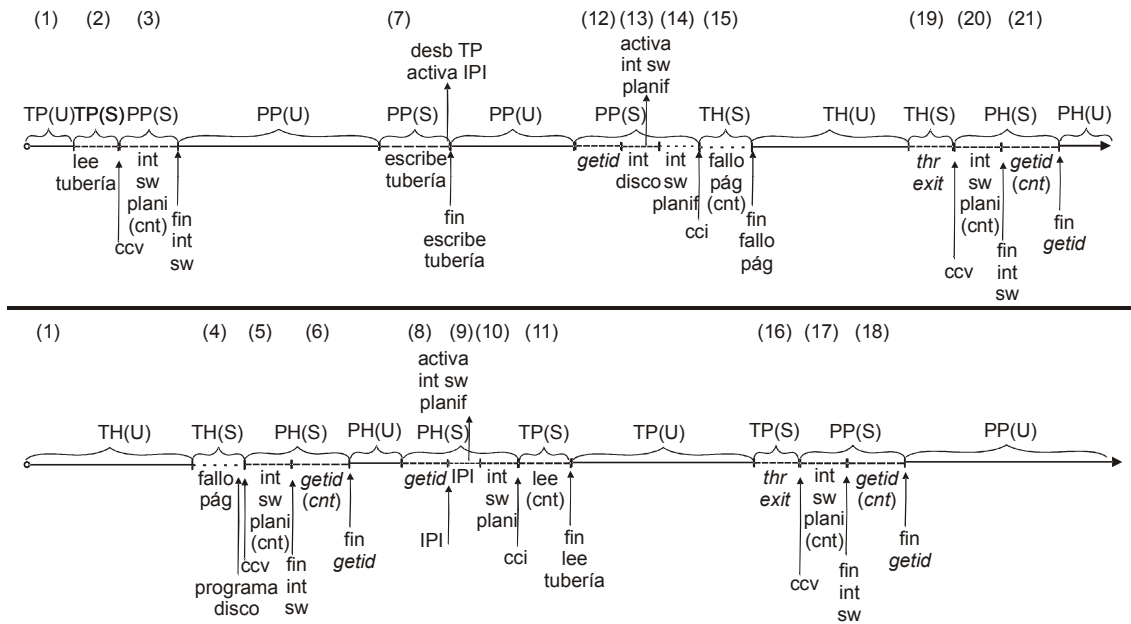 (1) (2) (3) (7) (12) (13) (14) (15) (19) (20) (21)
desb TP
activa IPI
activa
int sw
planif
TP(U) TP(S) PP(S) PP(U) PP(S) PP(U) PP(S) TH(S) TH(U) TH(S) PH(S) PH(U)
lee
tubería
int
sw
plani
(cnt)
ccv
fin
int
sw
escribe
tubería
fin
escribe
tubería
getid
int
disco
int
sw
planif
cci
fallo
pág
(cnt)
fin
fallo
pág
thr
exit
ccv
int
sw
plani
(cnt)
fin
int
sw
getid
(cnt)
fin
getid
(1) (4) (5) (6) (8) (9) (10) (11) (16) (17) (18)
activa
int sw
planif
TH(U) TH(S) PH(S) PH(U) PH(S) TP(S) TP(U) TP(S) PP(S) PP(U)
fallo
pág
programa
disco
ccv
int
sw
plani
(cnt)
fin
int
sw
getid
(cnt)
fin
getid
getid
IPI
IPI
int
sw
plani
cci
lee
(cnt)
fin
lee
tubería
thr
exit
ccv
int
sw
plani
(cnt)
fin
int
sw
getid
(cnt)
fin
getid